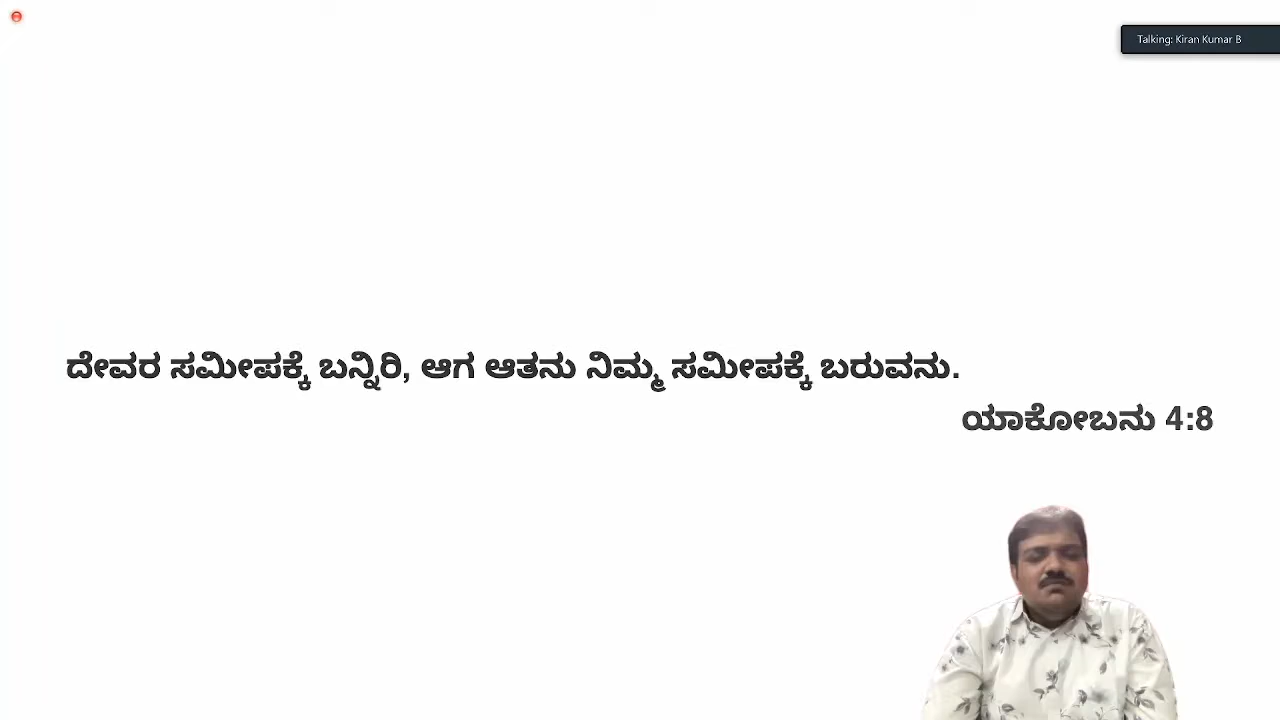 Talking: Kiran Kumar B
ದೇವರ ಸಮೀಪಕ್ಕೆ ಬನ್ನಿರಿ, ಆಗ ಆತನು ನಿಮ್ಮ ಸಮೀಪಕ್ಕೆ ಬರುವನು.
ಯಾಕೋಬನು 4:8